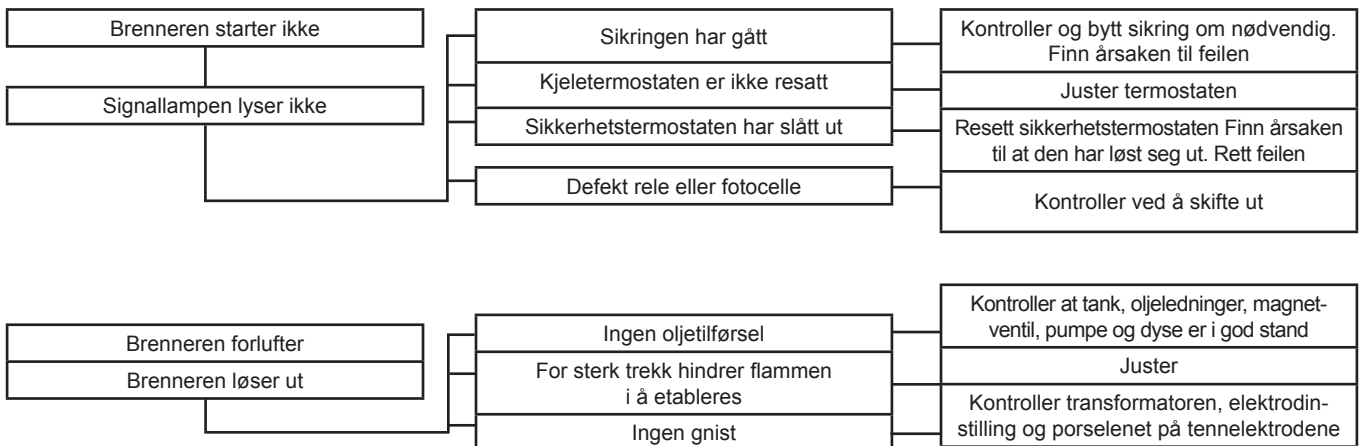 Brenneren starter ikke
Signallampen lyser ikke
Sikringen har gått
Kjeletermostaten er ikke resatt
Sikkerhetstermostaten har slått ut
Defekt rele eller fotocelle
Kontroller og bytt sikring om nødvendig.
Finn årsaken til feilen
Juster termostaten
Resett sikkerhetstermostaten Finn årsaken
til at den har løst seg ut. Rett feilen
Kontroller ved å skifte ut
Brenneren forlufter
Brenneren løser ut
Ingen oljetilførsel
For sterk trekk hindrer flammen
i å etableres
Ingen gnist
Kontroller at tank, oljeledninger, magnet-
ventil, pumpe og dyse er i god stand
Juster
Kontroller transformatoren, elektrodin-
stilling og porselenet på tennelektrodene